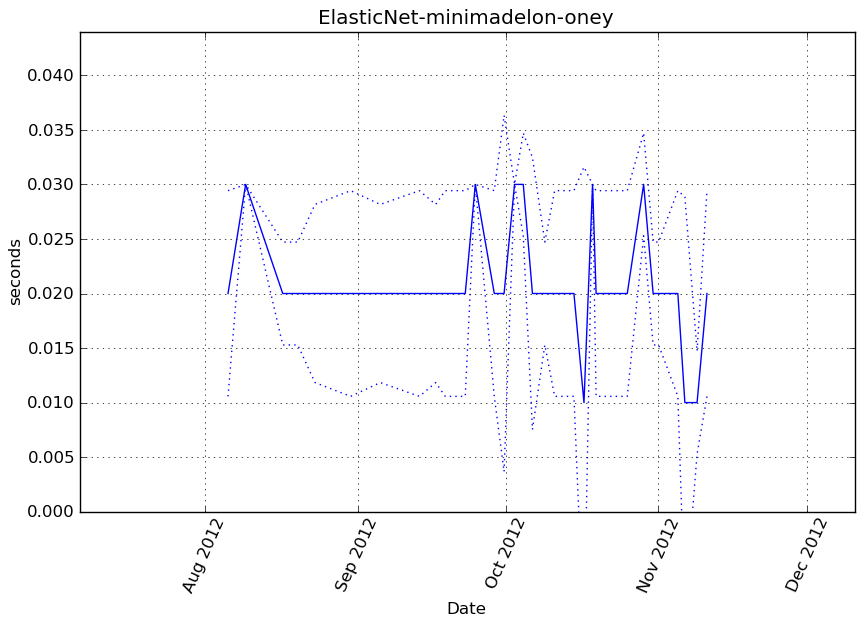 ElasticNet-minimadelon-oney
0.040
0.035
0.030
0.025
0.020
0.015
0.010
0.005
0.000
seconds
Aug 2012
Sep 2012
Oct 2012
Nov 2012
Dec 2012
Date